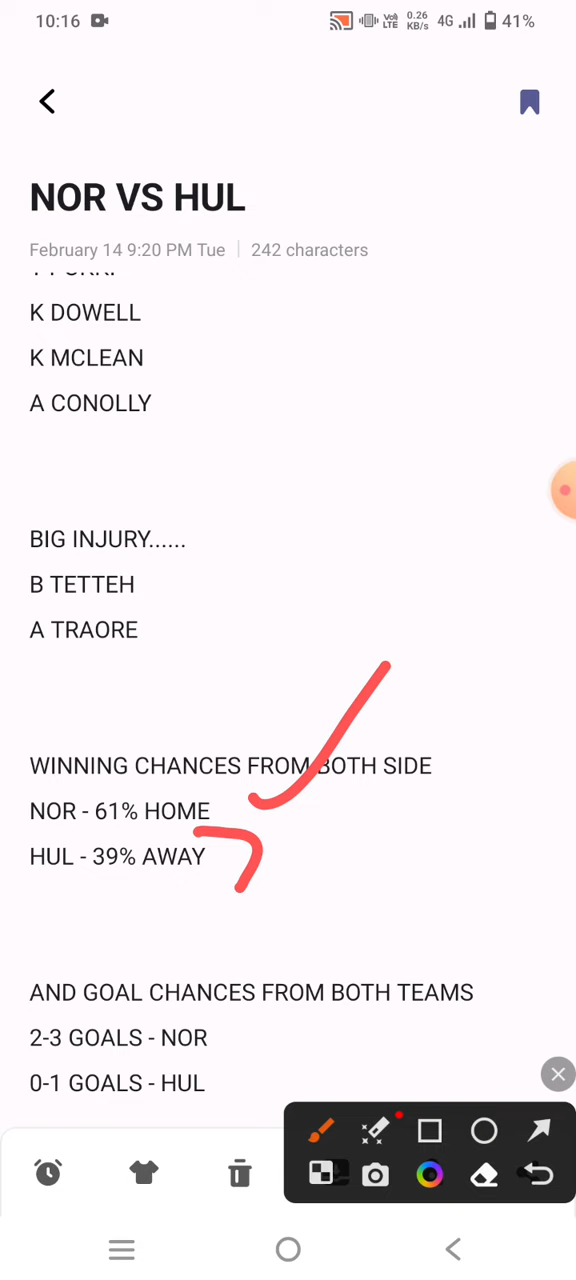 10:16
Vo) LTE 0.26 KB/s 4G 41%
NOR VS HUL
February 14 9:20 PM Tue | 242 characters
K DOWELL
K MCLEAN
A CONOLLY
BIG INJURY......
B TETTEH
A TRAORE
WINNING CHANCES FROM BOTH SIDE
NOR - 61% HOME
HUL - 39% AWAY
AND GOAL CHANCES FROM BOTH TEAMS
2-3 GOALS - NOR
0-1 GOALS - HUL